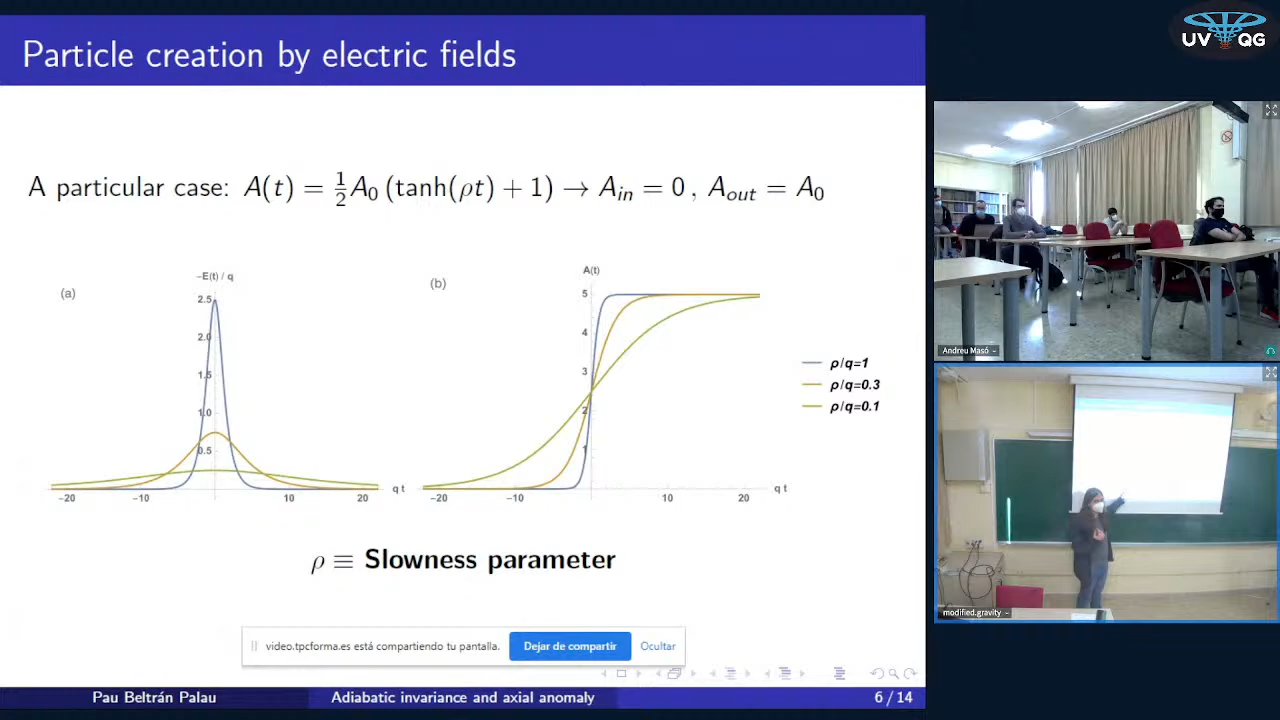 Particle creation by electric fields
A particular case: A(t) = 1/2 A₀ (tanh(ρt) + 1) → A_in = 0 , A_out = A₀
(a)
−E(t) / q
2.5
2.0
1.5
1.0
0.5
−20
−10
10
20
q t
(b)
A(t)
5
4
3
2
1
−20
−10
10
20
q t
ρ/q=1
ρ/q=0.3
ρ/q=0.1
ρ ≡ Slowness parameter
video.tpcforma.es está compartiendo tu pantalla.
Dejar de compartir
Ocultar
Pau Beltrán Palau
Adiabatic invariance and axial anomaly
6 / 14
UV QG
Andreu Masó
modified.gravity